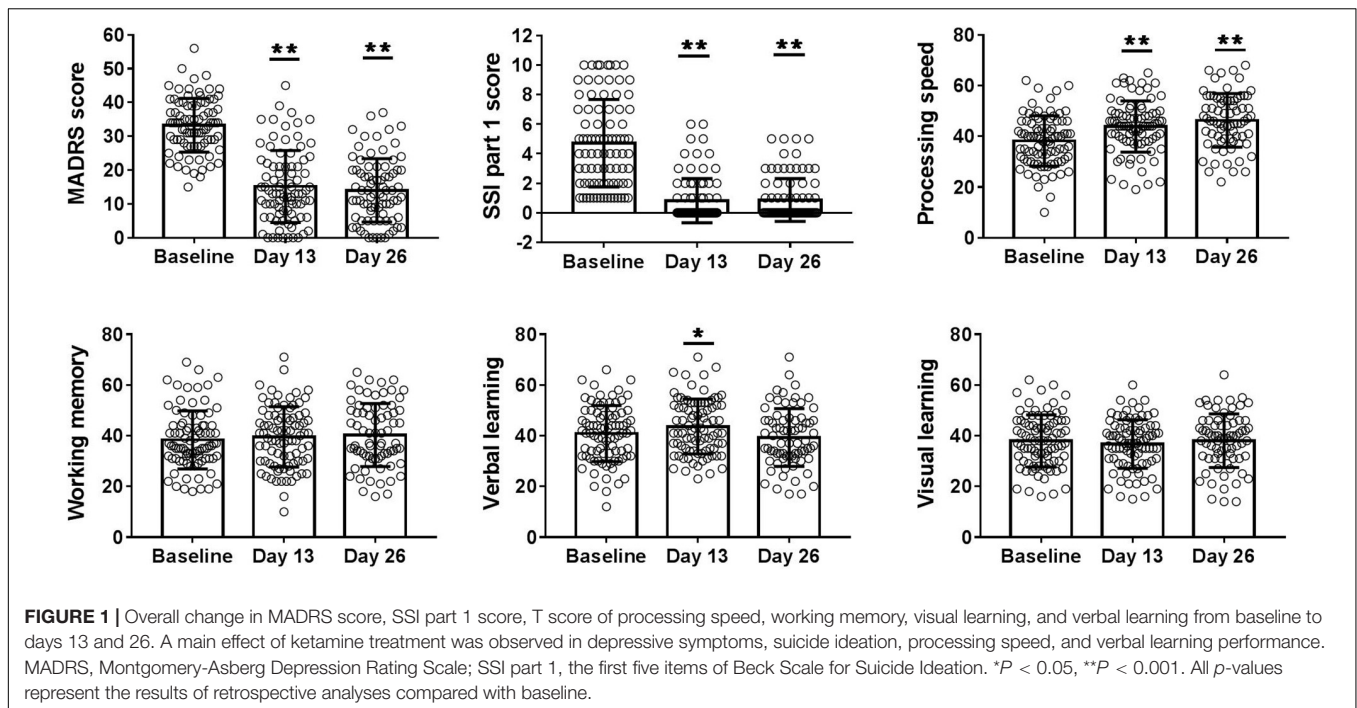 MADRS score
60
50
40
30
20
10
0
** **
Baseline Day 13 Day 26
SSI part 1 score
12
10
8
6
4
2
0
-2
** **
Baseline Day 13 Day 26
Processing speed
80
60
40
20
0
** **
Baseline Day 13 Day 26
Working memory
80
60
40
20
0
Baseline Day 13 Day 26
Verbal learning
80
60
40
20
0
*
Baseline Day 13 Day 26
Visual learning
80
60
40
20
0
Baseline Day 13 Day 26
FIGURE 1 | Overall change in MADRS score, SSI part 1 score, T score of processing speed, working memory, visual learning, and verbal learning from baseline to
days 13 and 26. A main effect of ketamine treatment was observed in depressive symptoms, suicide ideation, processing speed, and verbal learning performance.
MADRS, Montgomery-Asberg Depression Rating Scale; SSI part 1, the first five items of Beck Scale for Suicide Ideation. *P < 0.05, **P < 0.001. All p-values
represent the results of retrospective analyses compared with baseline.